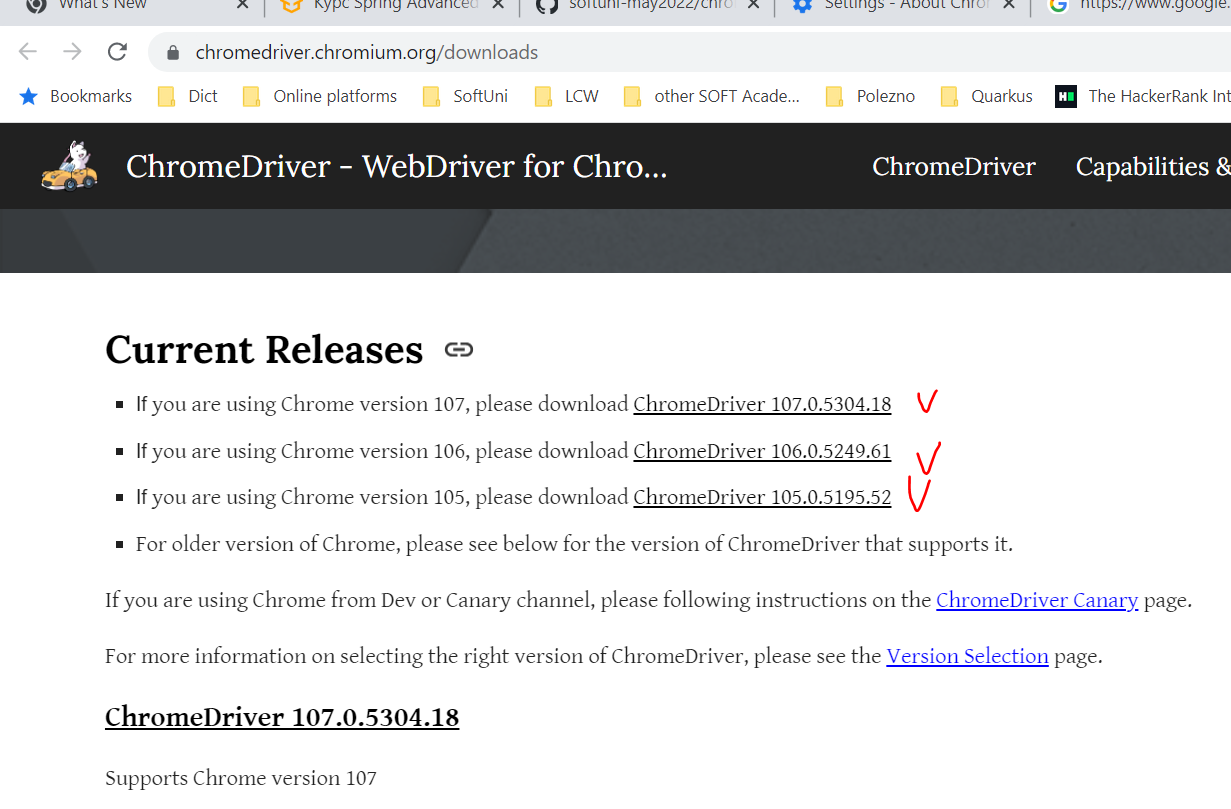 What's New
Курс Spring Advanced
softuni-may2022/chro
Settings - About Chro
https://www.google.
chromedriver.chromium.org/downloads
Bookmarks Dict Online platforms SoftUni LCW other SOFT Acade... Polezno Quarkus The HackerRank Int
ChromeDriver - WebDriver for Chro... ChromeDriver Capabilities &
Current Releases
If you are using Chrome version 107, please download ChromeDriver 107.0.5304.18
If you are using Chrome version 106, please download ChromeDriver 106.0.5249.61
If you are using Chrome version 105, please download ChromeDriver 105.0.5195.52
For older version of Chrome, please see below for the version of ChromeDriver that supports it.
If you are using Chrome from Dev or Canary channel, please following instructions on the ChromeDriver Canary page.
For more information on selecting the right version of ChromeDriver, please see the Version Selection page.
ChromeDriver 107.0.5304.18
Supports Chrome version 107